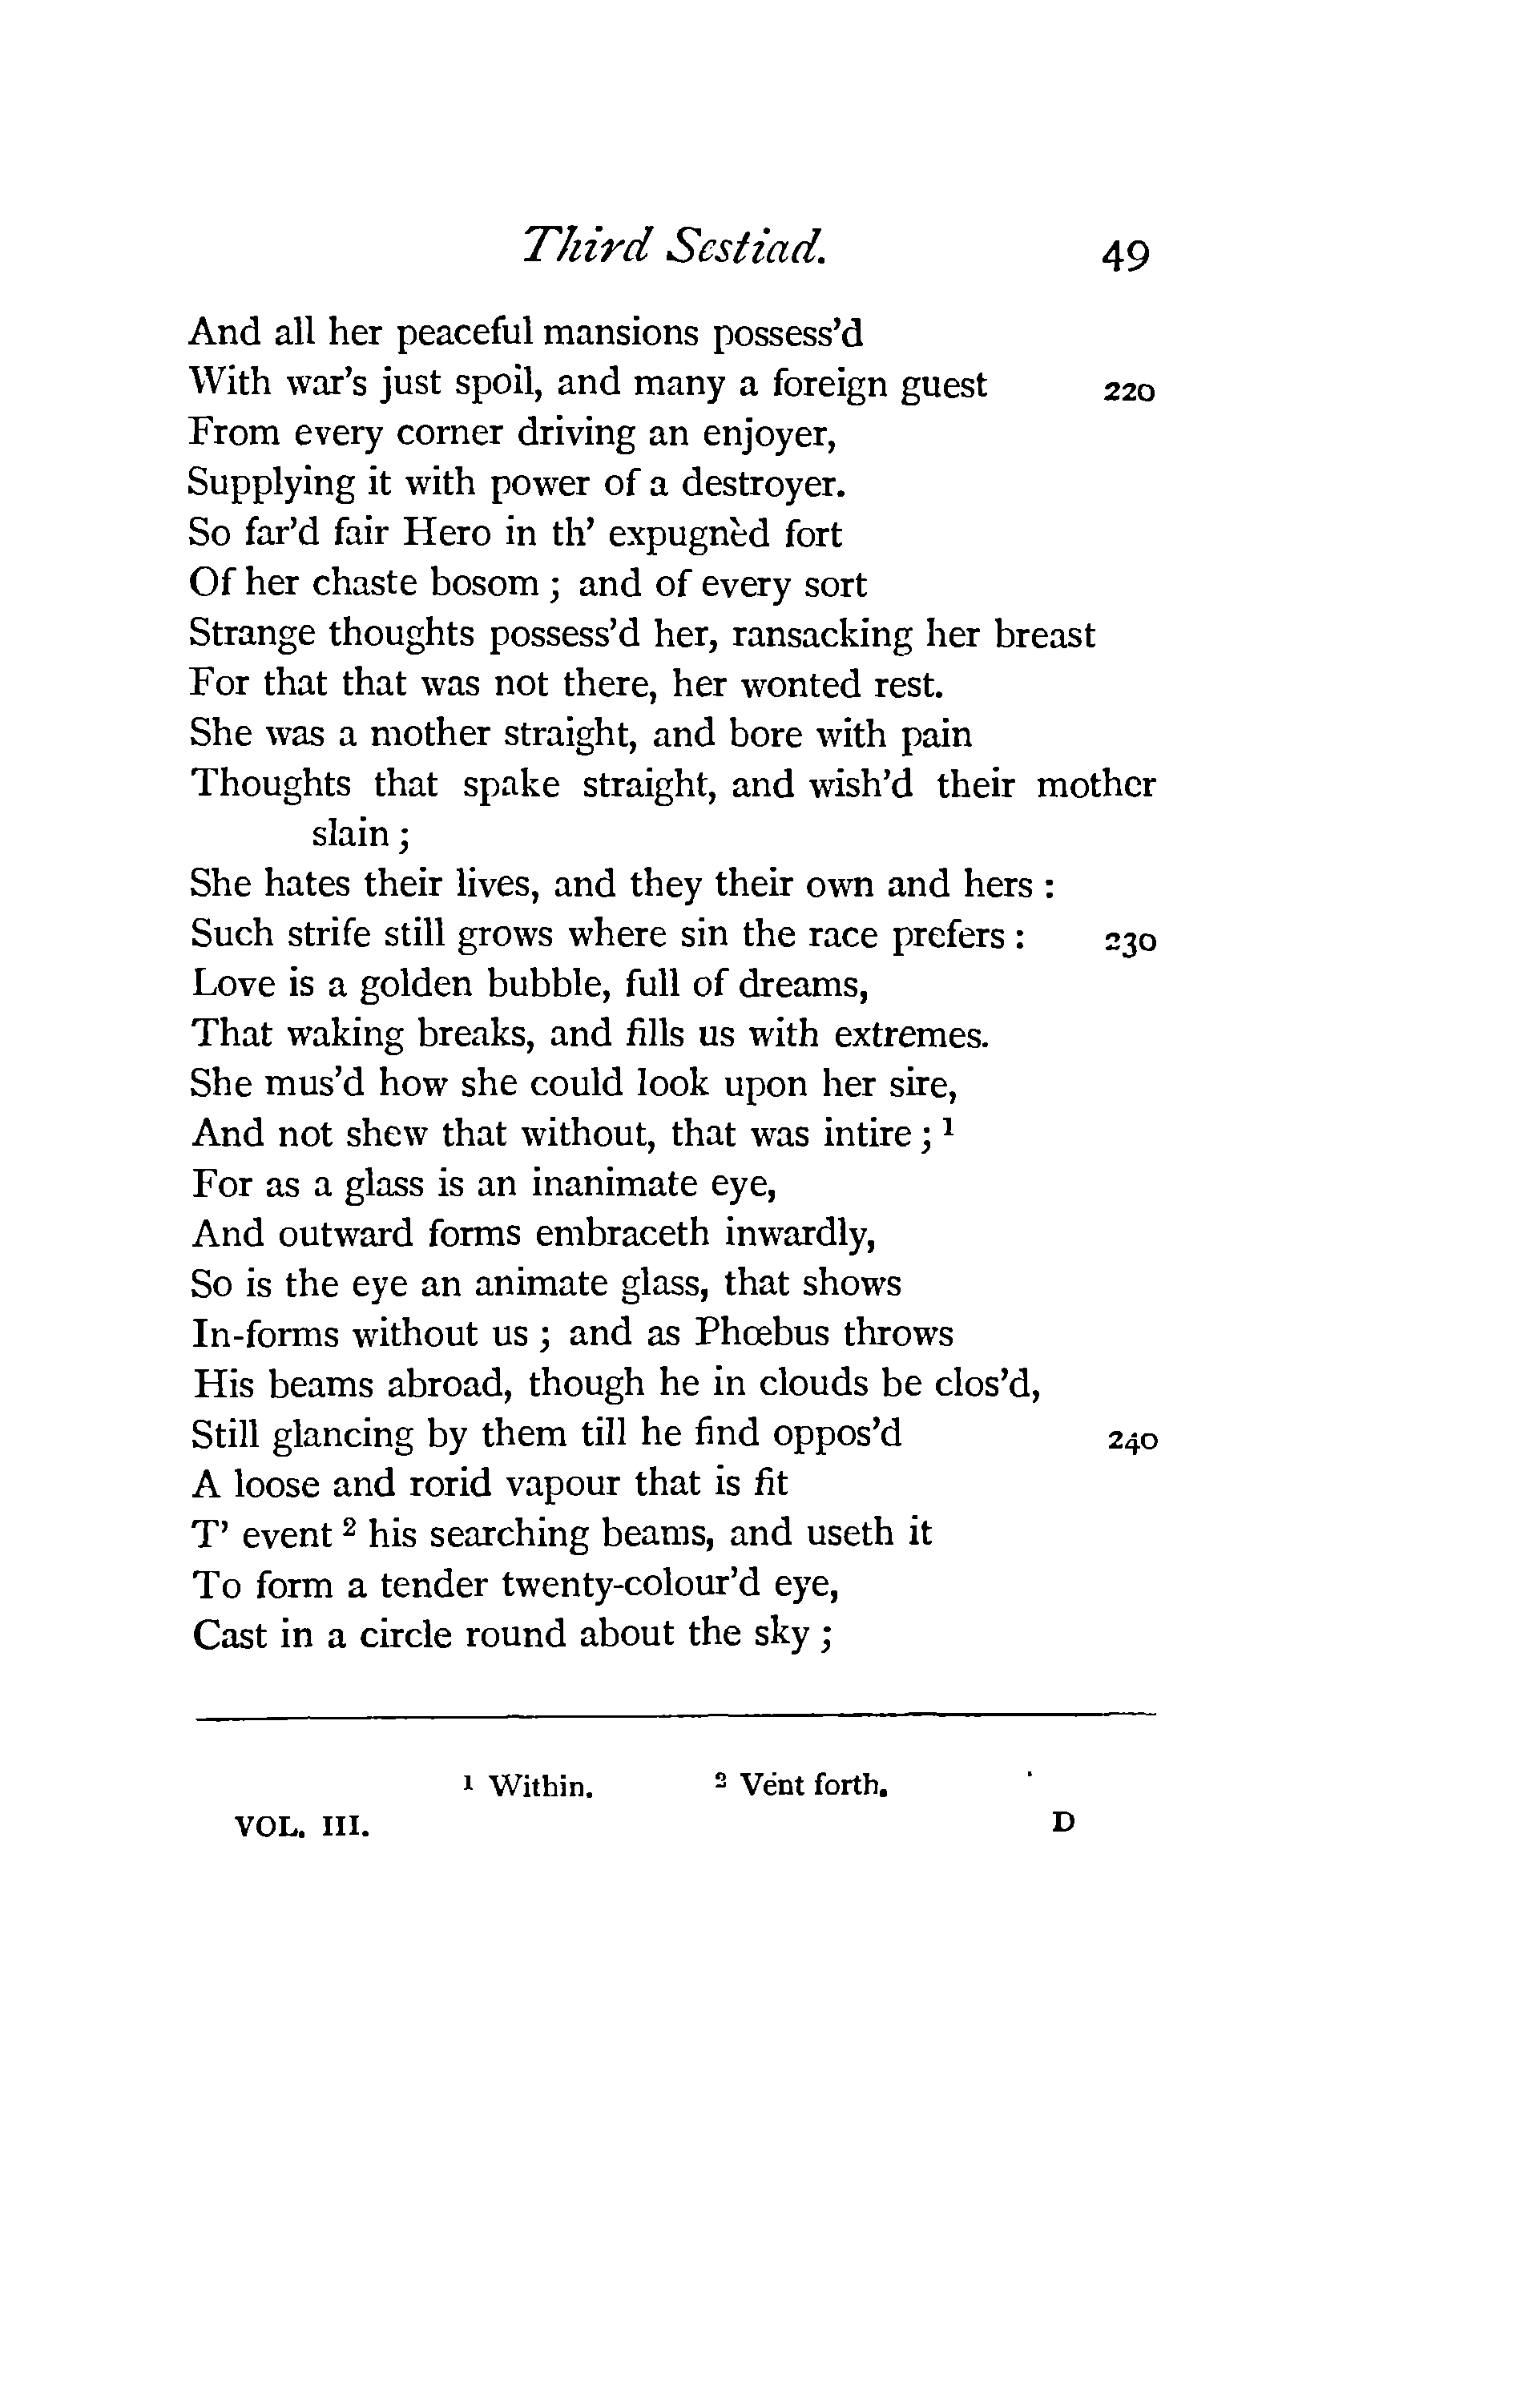 Third Sestiad. 49
And all her peaceful mansions possess'd
With war's just spoil, and many a foreign guest 220
From every corner driving an enjoyer,
Supplying it with power of a destroyer.
So far'd fair Hero in th' expugnèd fort
Of her chaste bosom ; and of every sort
Strange thoughts possess'd her, ransacking her breast
For that that was not there, her wonted rest.
She was a mother straight, and bore with pain
Thoughts that spake straight, and wish'd their mother
slain ;
She hates their lives, and they their own and hers :
Such strife still grows where sin the race prefers : 230
Love is a golden bubble, full of dreams,
That waking breaks, and fills us with extremes.
She mus'd how she could look upon her sire,
And not shew that without, that was intire ; ¹
For as a glass is an inanimate eye,
And outward forms embraceth inwardly,
So is the eye an animate glass, that shows
In-forms without us ; and as Phœbus throws
His beams abroad, though he in clouds be clos'd,
Still glancing by them till he find oppos'd 240
A loose and rorid vapour that is fit
T' event ² his searching beams, and useth it
To form a tender twenty-colour'd eye,
Cast in a circle round about the sky ;
¹ Within. ² Vent forth.
VOL. III. D